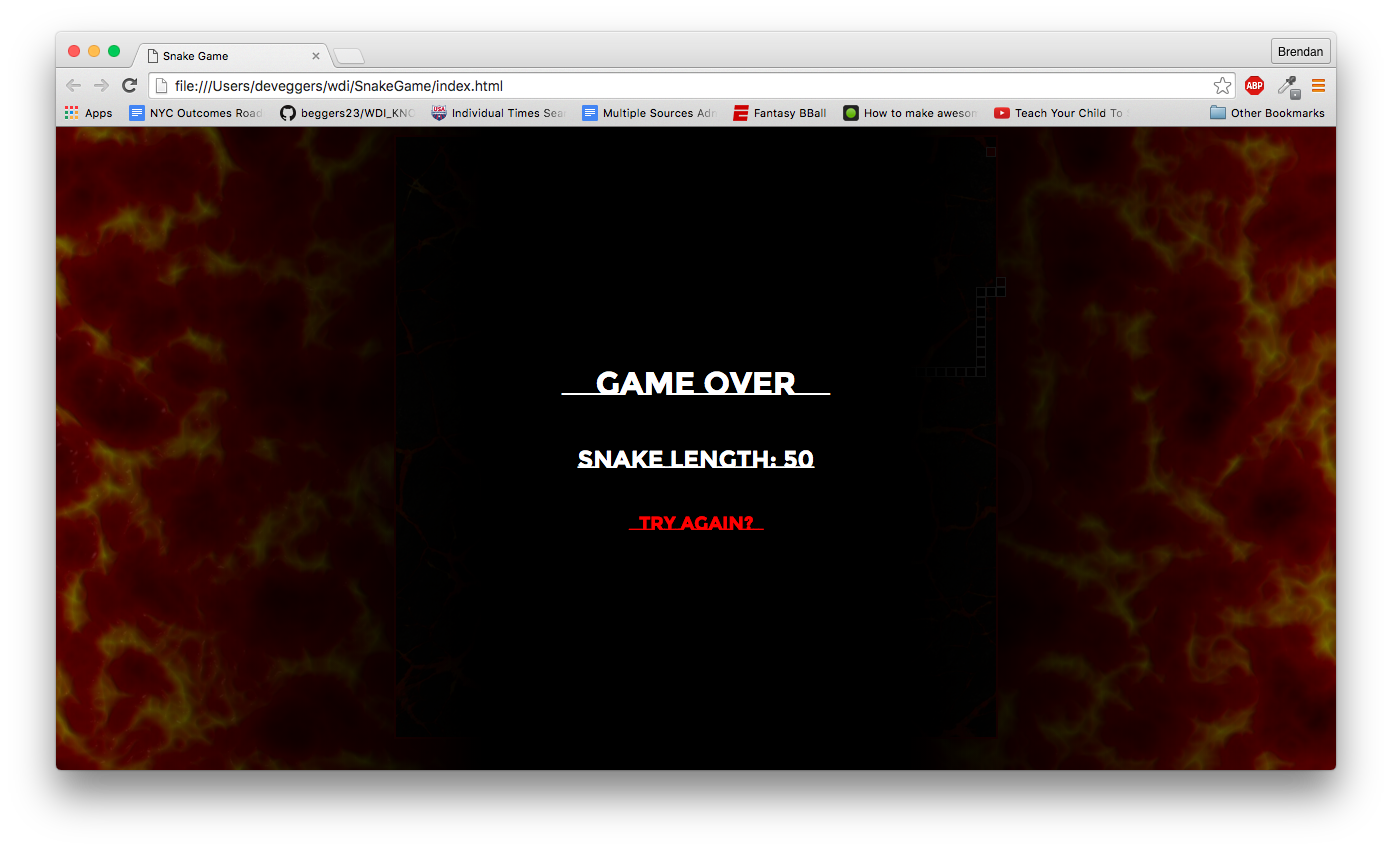 Snake Game
Brendan
file:///Users/deveggers/wdi/SnakeGame/index.html
ABP
Apps NYC Outcomes Road beggers23/WDI_KNO USA Individual Times Sear Multiple Sources Adm Fantasy BBall How to make aweson Teach Your Child To Other Bookmarks
GAME OVER
SNAKE LENGTH: 50
TRY AGAIN?